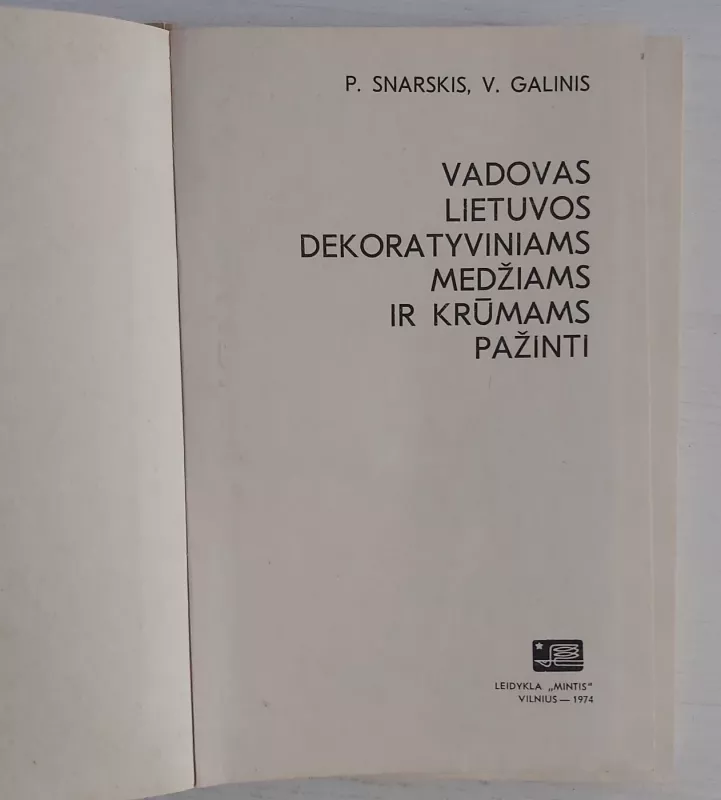 P. SNARSKIS, V. GALINIS
VADOVAS
LIETUVOS
DEKORATYVINIAMS
MEDŽIAMS
IR KRŪMAMS
PAŽINTI
LEIDYKLA „MINTIS“
VILNIUS — 1974